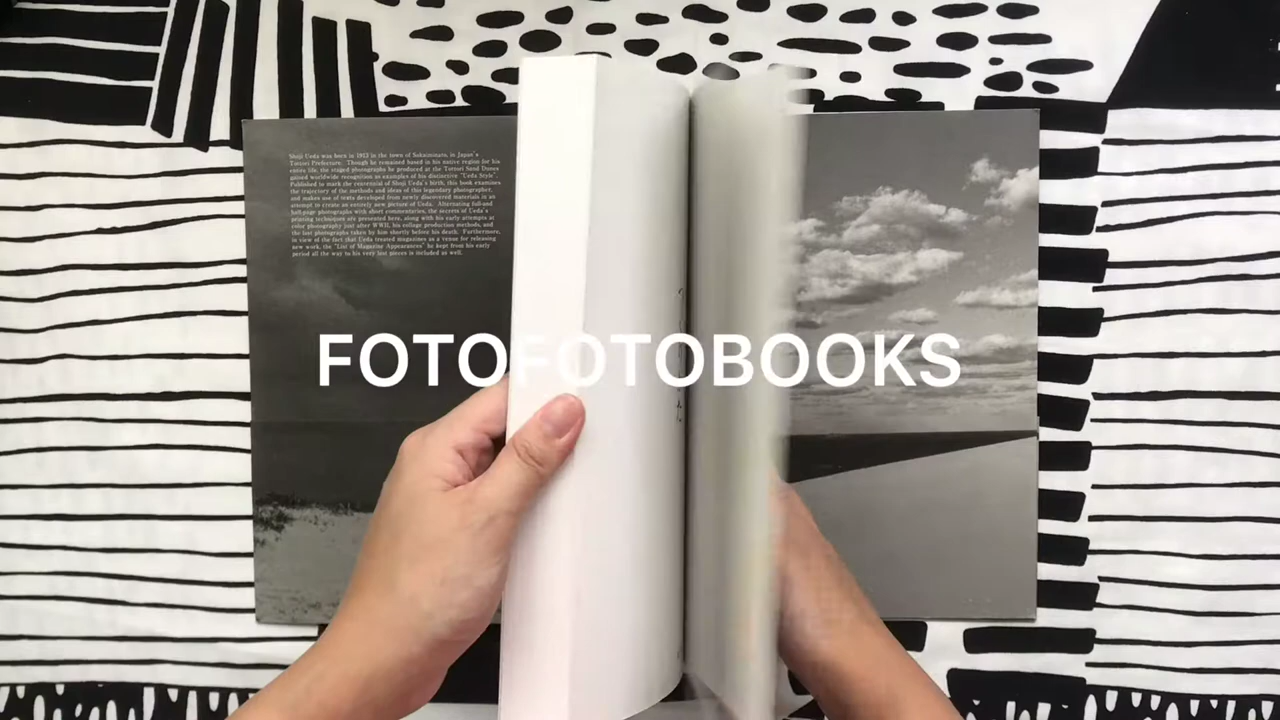 Shoji Ueda was born in 1913 in the town of Sakaiminato, in Japan's
Tottori Prefecture. Though he remained based in his native region for his
entire life, the staged photographs he produced at the Tottori Sand Dunes
gained worldwide recognition as examples of his distinctive "Ueda Style".
Published to mark the centennial of Shoji Ueda's birth, this book examines
the trajectory of the methods and ideas of this legendary photographer,
and makes use of texts developed from newly discovered materials in an
attempt to create an entirely new picture of Ueda. Alternating full-and
half-page photographs with short commentaries, the secrets of Ueda's
printing techniques are presented here, along with his early attempts at
color photography just after WWII, his collage production methods, and
the last photographs taken by him shortly before his death. Furthermore,
in view of the fact that Ueda treated magazines as a venue for releasing
new work, the "List of Magazine Appearances" he kept from his early
period all the way to his very last pieces is included as well.
FOTOFOTOBOOKS